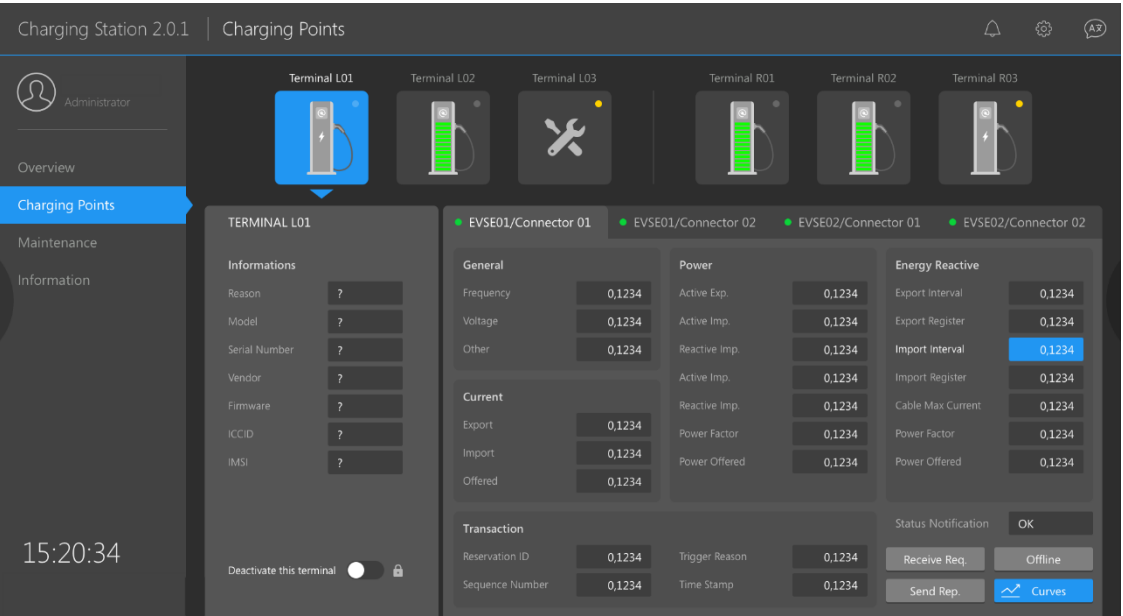 Charging Station 2.0.1 | Charging Points
Administrator
Overview
Charging Points
Maintenance
Information
15:20:34
Terminal L01 Terminal L02 Terminal L03 Terminal R01 Terminal R02 Terminal R03
TERMINAL L01
Informations
Reason ?
Model ?
Serial Number ?
Vendor ?
Firmware ?
ICCID ?
IMSI ?
Deactivate this terminal
EVSE01/Connector 01 EVSE01/Connector 02 EVSE02/Connector 01 EVSE02/Connector 02
General
Frequency 0,1234
Voltage 0,1234
Other 0,1234
Current
Export 0,1234
Import 0,1234
Offered 0,1234
Power
Active Exp. 0,1234
Active Imp. 0,1234
Reactive Imp. 0,1234
Active Imp. 0,1234
Reactive Imp. 0,1234
Power Factor 0,1234
Power Offered 0,1234
Energy Reactive
Export Interval 0,1234
Export Register 0,1234
Import Interval 0,1234
Import Register 0,1234
Cable Max Current 0,1234
Power Factor 0,1234
Power Offered 0,1234
Transaction
Reservation ID 0,1234 Trigger Reason 0,1234
Sequence Number 0,1234 Time Stamp 0,1234
Status Notification OK
Receive Req. Offline
Send Rep. Curves